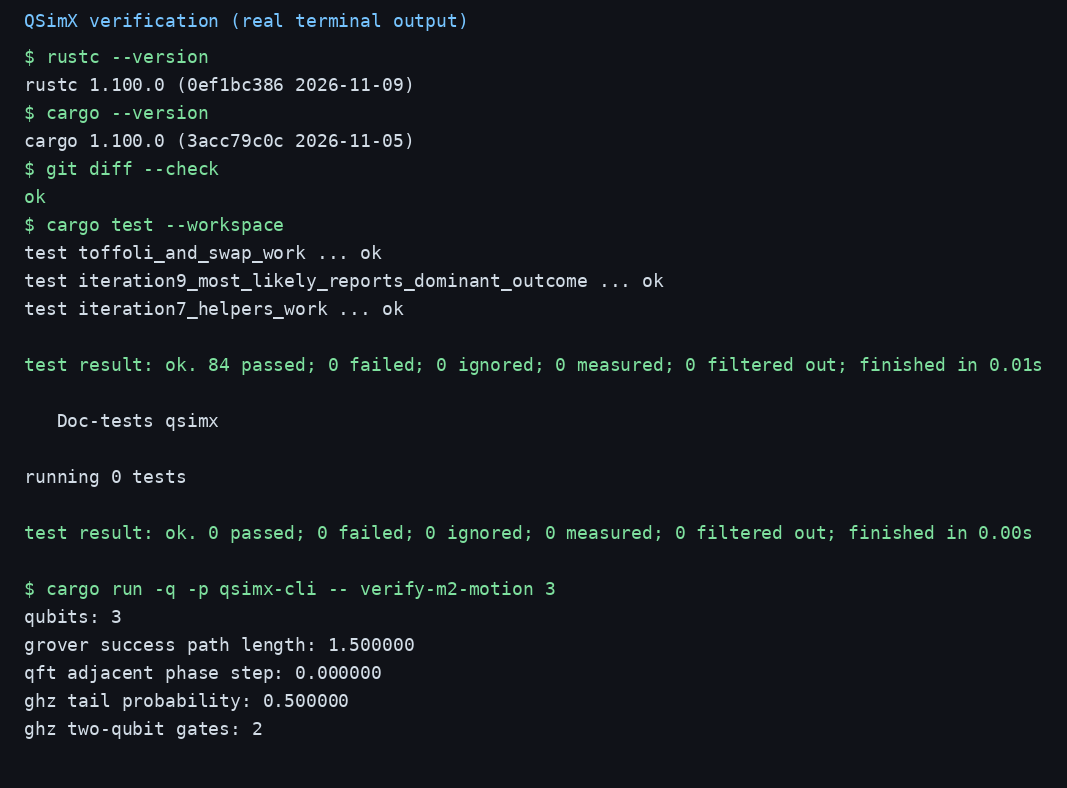 QSimX verification (real terminal output)
$ rustc --version
rustc 1.100.0 (0ef1bc386 2026-11-09)
$ cargo --version
cargo 1.100.0 (3acc79c0c 2026-11-05)
$ git diff --check
ok
$ cargo test --workspace
test toffoli_and_swap_work ... ok
test iteration9_most_likely_reports_dominant_outcome ... ok
test iteration7_helpers_work ... ok
test result: ok. 84 passed; 0 failed; 0 ignored; 0 measured; 0 filtered out; finished in 0.01s
Doc-tests qsimx
running 0 tests
test result: ok. 0 passed; 0 failed; 0 ignored; 0 measured; 0 filtered out; finished in 0.00s
$ cargo run -q -p qsimx-cli -- verify-m2-motion 3
qubits: 3
grover success path length: 1.500000
qft adjacent phase step: 0.000000
ghz tail probability: 0.500000
ghz two-qubit gates: 2